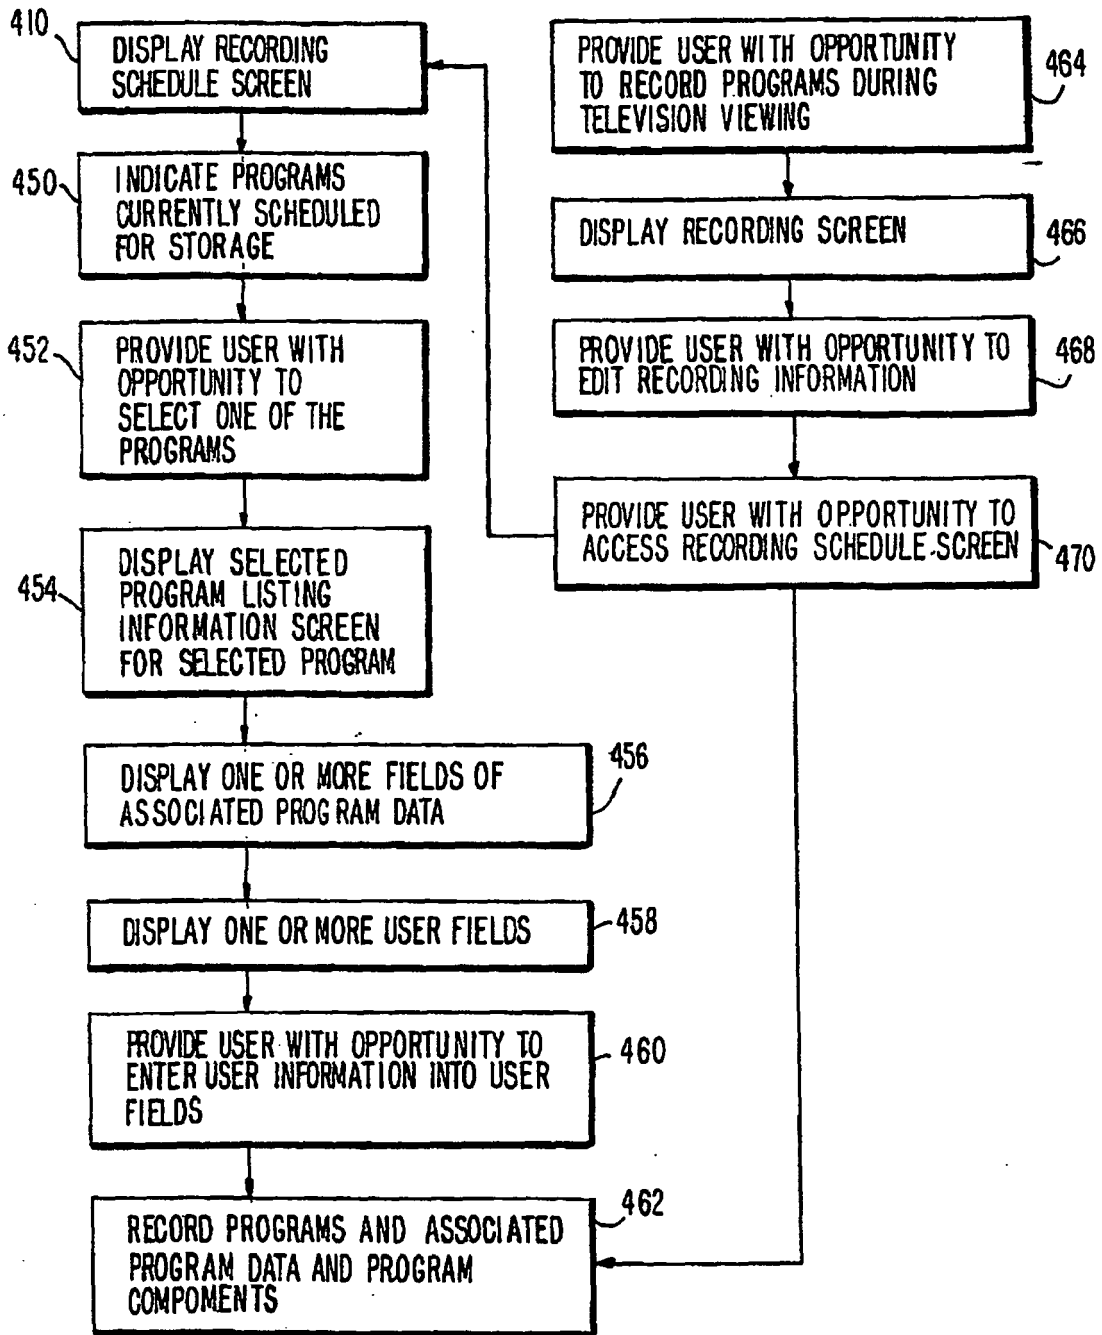 410
DISPLAY RECORDING
SCHEDULE SCREEN
450
INDICATE PROGRAMS
CURRENTLY SCHEDULED
FOR STORAGE
452
PROVIDE USER WITH
OPPORTUNITY TO
SELECT ONE OF THE
PROGRAMS
454
DISPLAY SELECTED
PROGRAM LISTING
INFORMATION SCREEN
FOR SELECTED PROGRAM
DISPLAY ONE OR MORE FIELDS OF
ASSOCIATED PROGRAM DATA
456
DISPLAY ONE OR MORE USER FIELDS
458
PROVIDE USER WITH OPPORTUNITY TO
ENTER USER INFORMATION INTO USER
FIELDS
460
RECORD PROGRAMS AND ASSOCIATED
PROGRAM DATA AND PROGRAM
COMPOMENTS
462
PROVIDE USER WITH OPPORTUNITY
TO RECORD PROGRAMS DURING
TELEVISION VIEWING
464
DISPLAY RECORDING SCREEN
466
PROVIDE USER WITH OPPORTUNITY TO
EDIT RECORDING INFORMATION
468
PROVIDE USER WITH OPPORTUNITY TO
ACCESS RECORDING SCHEDULE SCREEN
470